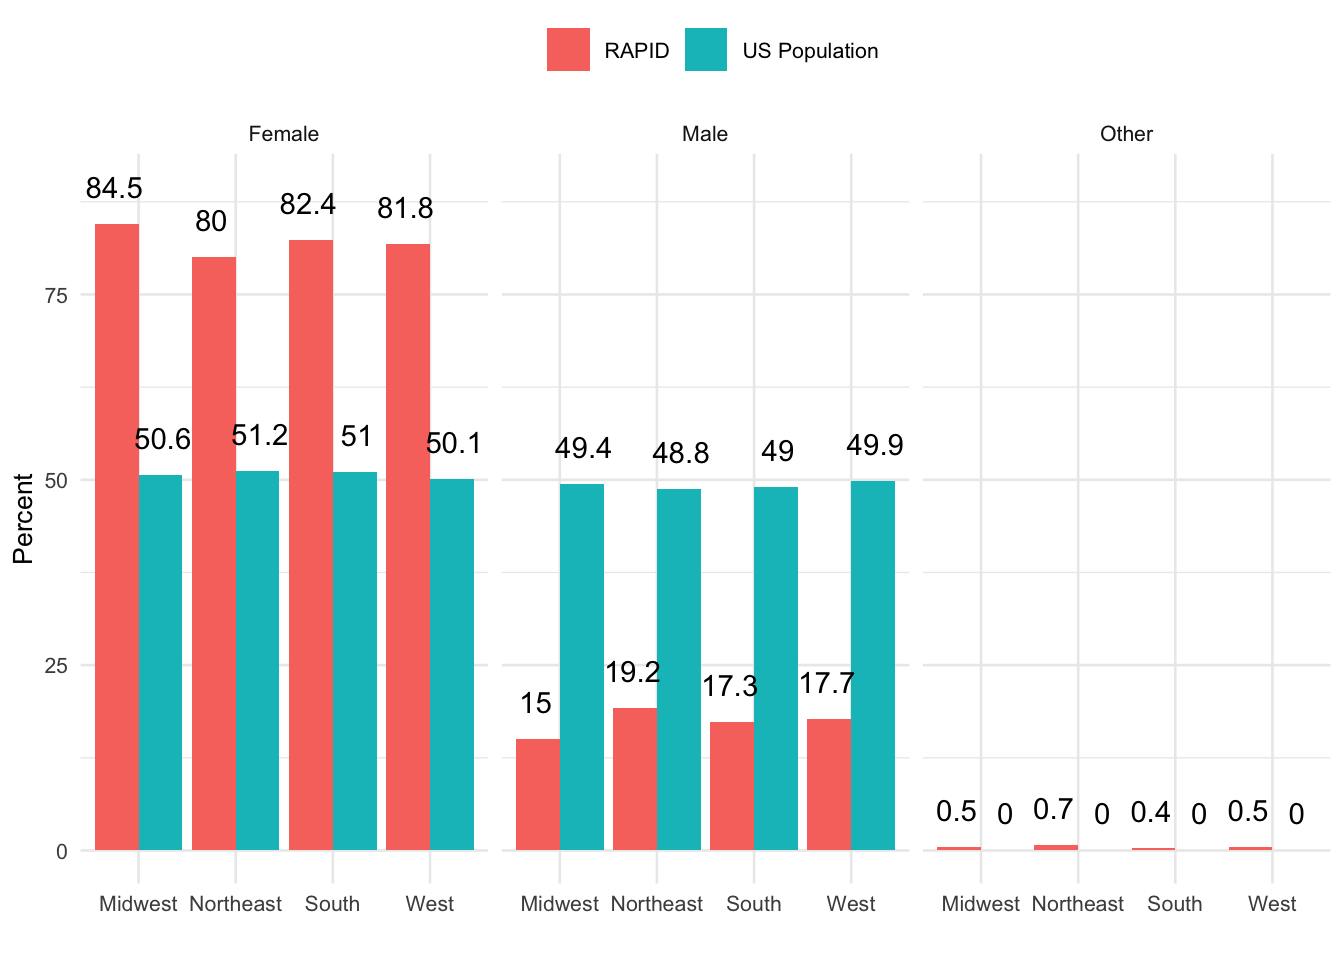 RAPID US Population
Female Male Other
84.5 80 82.4 81.8
50.6 51.2 51 50.1
49.4 48.8 49 49.9
15 19.2 17.3 17.7
0.5 0 0.7 0 0.4 0 0.5 0
Percent
75
50
25
0
Midwest Northeast South West Midwest Northeast South West Midwest Northeast South West